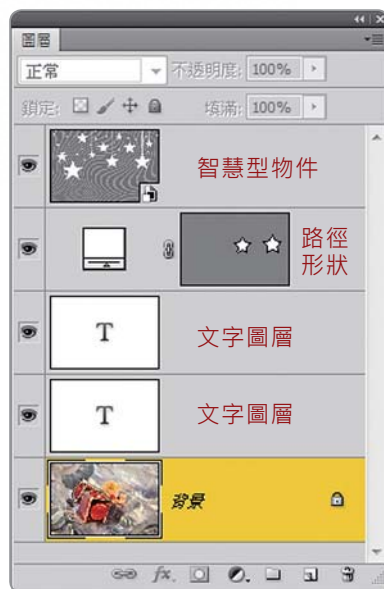 圖層
正常 不透明度: 100%
鎖定: 填滿: 100%
智慧型物件
路徑
形狀
T 文字圖層
T 文字圖層
背景
fx.